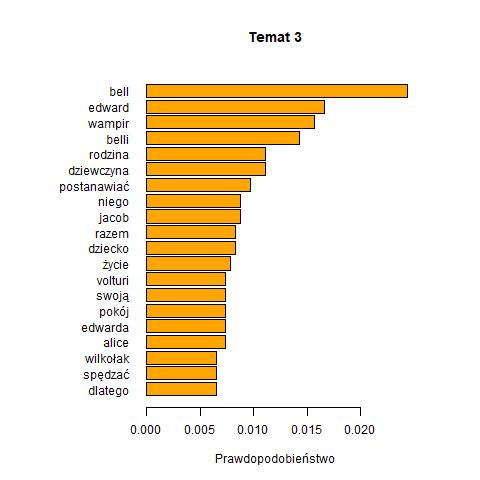 Temat 3
bell
edward
wampir
belli
rodzina
dziewczyna
postanawiać
niego
jacob
razem
dziecko
życie
volturi
swoją
pokój
edwarda
alice
wilkołak
spędzać
dlatego
0.000 0.005 0.010 0.015 0.020
Prawdopodobieństwo